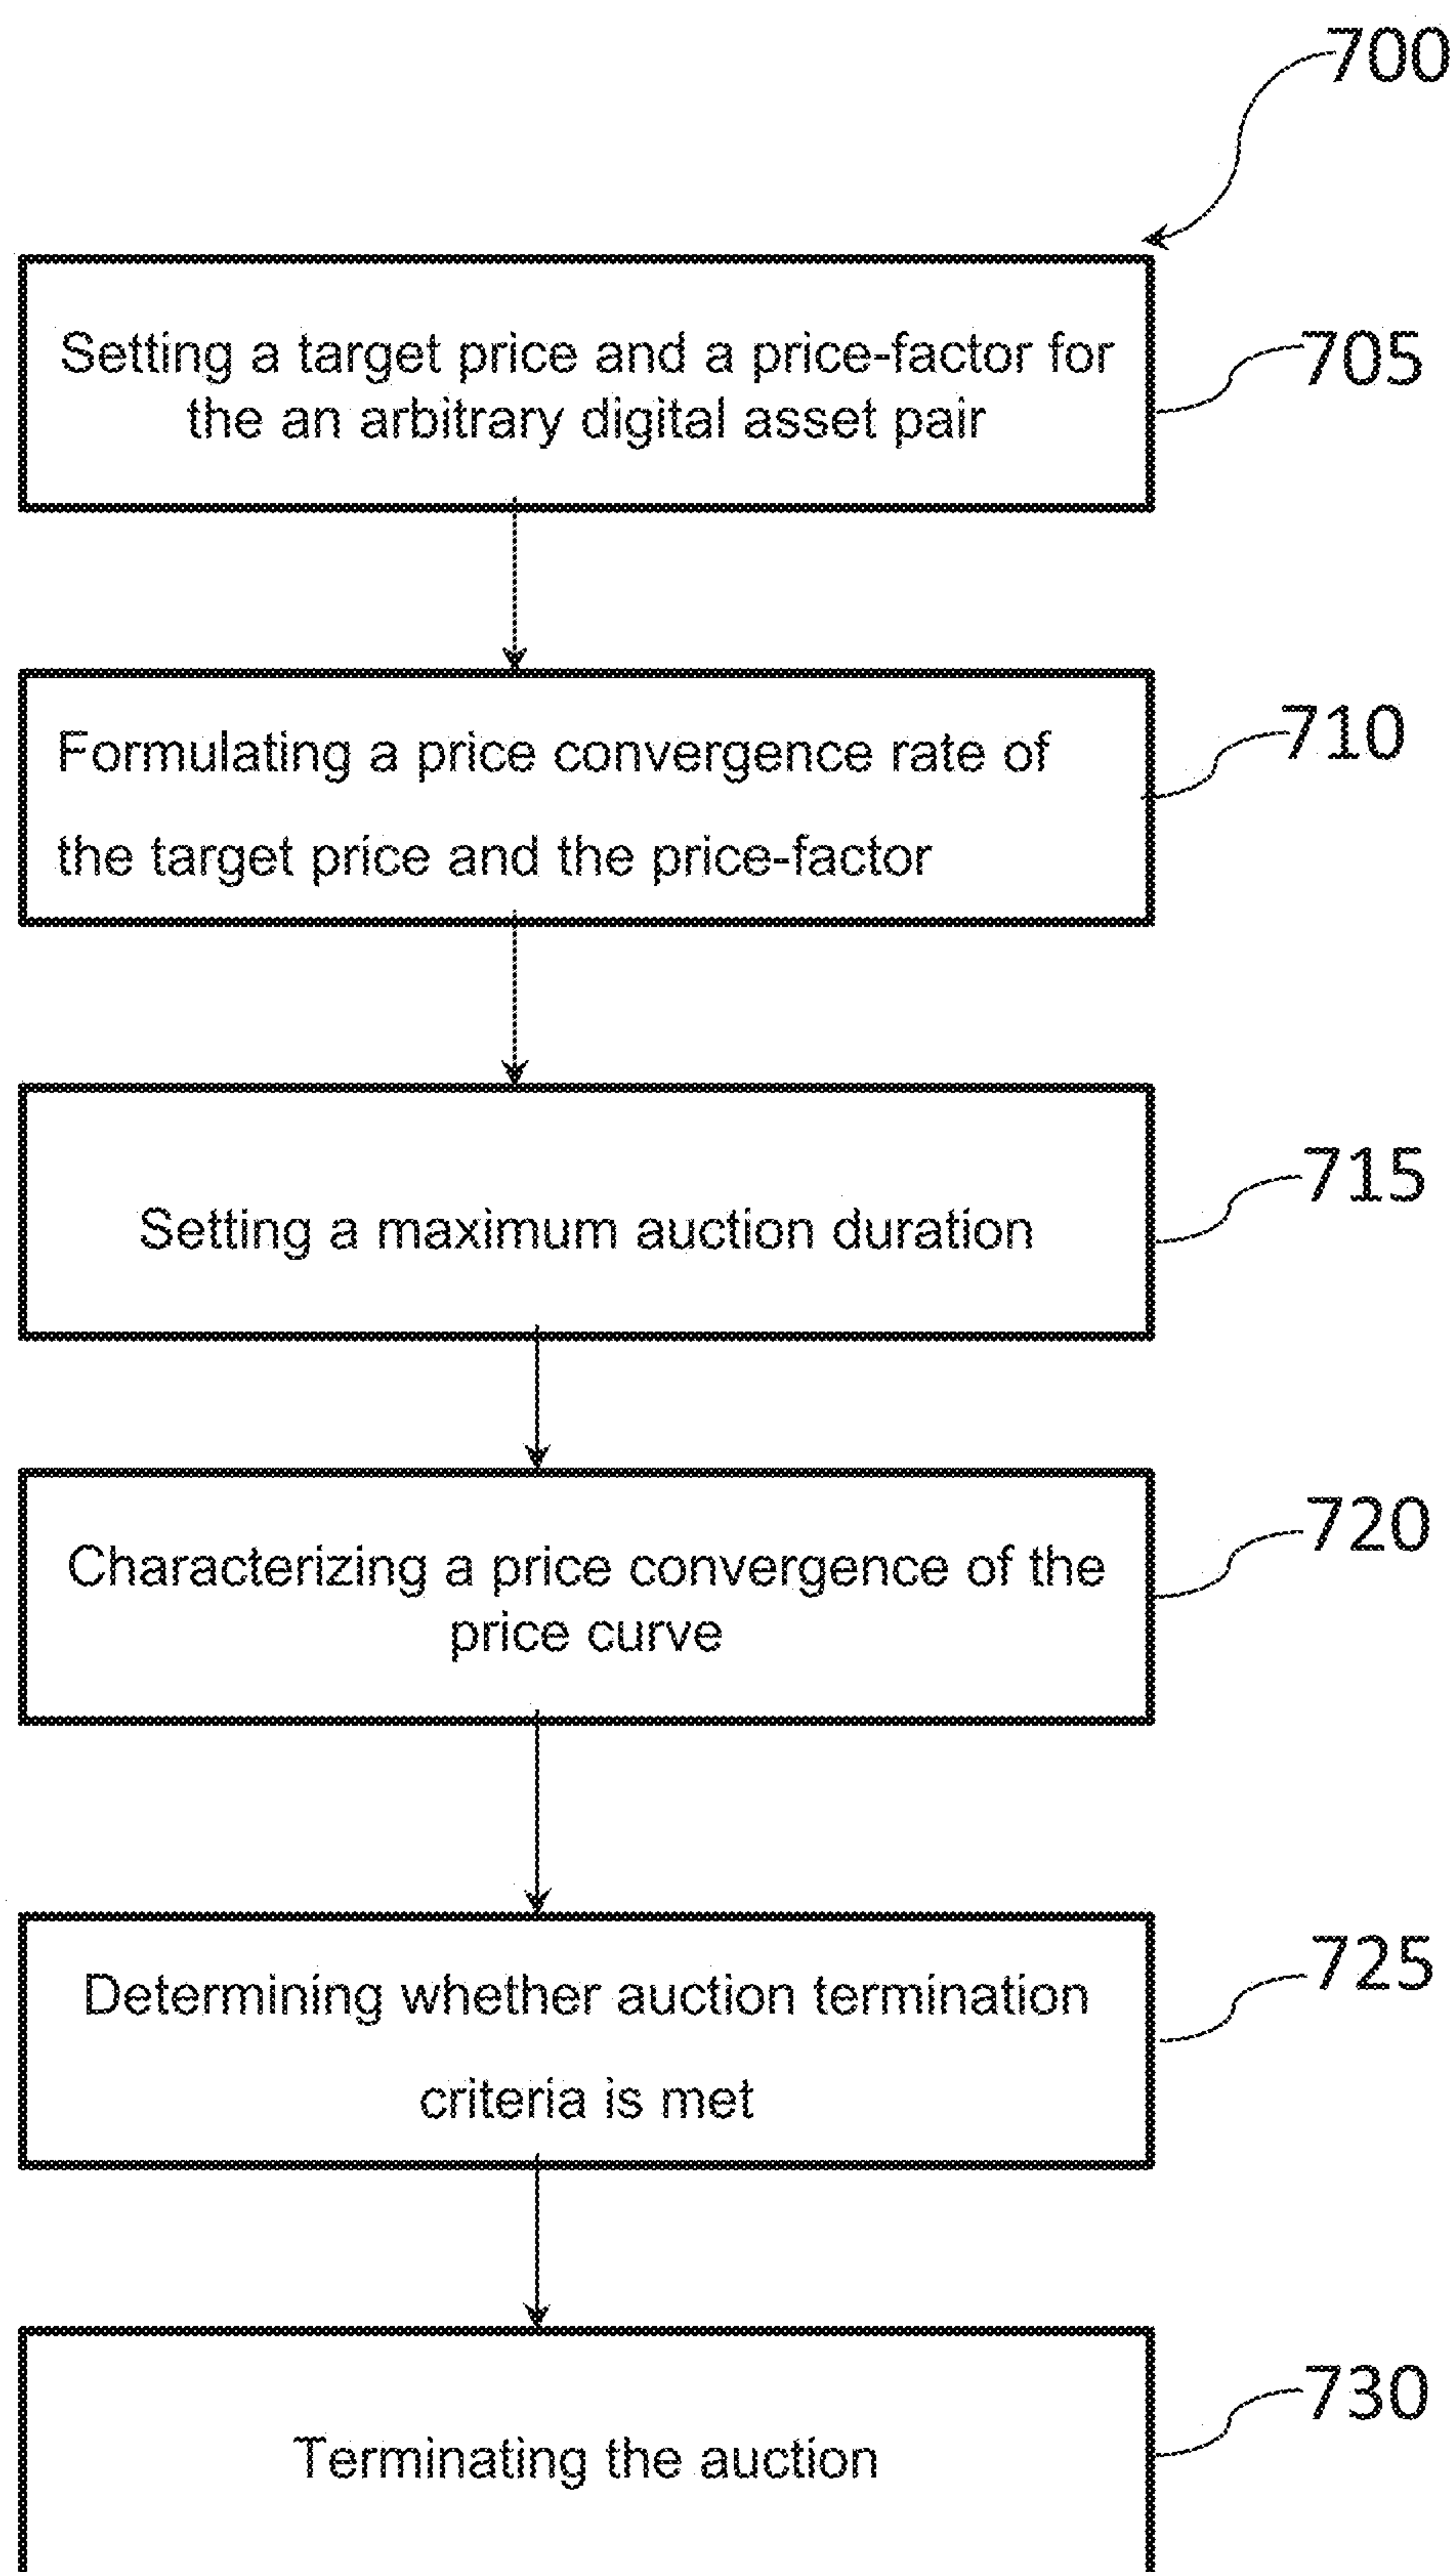 700
Setting a target price and a price-factor for
the an arbitrary digital asset pair
705
Formulating a price convergence rate of
the target price and the price-factor
710
Setting a maximum auction duration
715
Characterizing a price convergence of the
price curve
720
Determining whether auction termination
criteria is met
725
Terminating the auction
730